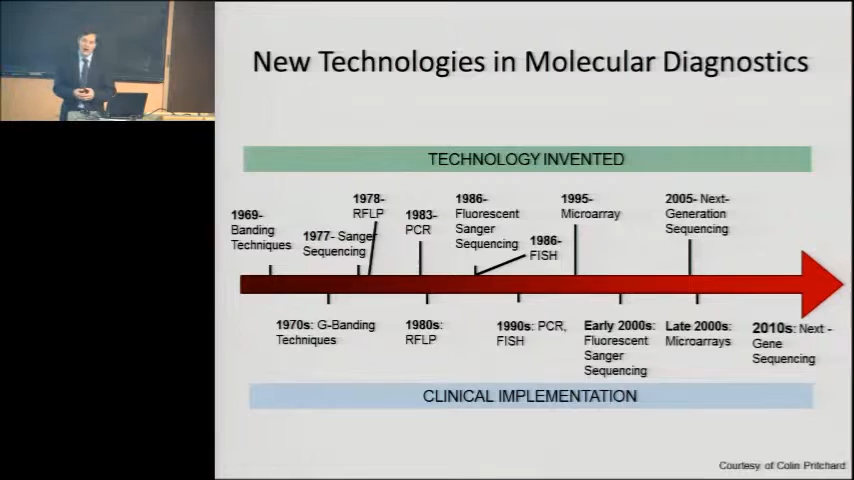 New Technologies in Molecular Diagnostics
TECHNOLOGY INVENTED
1969-
Banding
Techniques
1977- Sanger
Sequencing
1978-
RFLP
1983-
PCR
1986-
Fluorescent
Sanger
Sequencing
1986-
FISH
1995-
Microarray
2005- Next-
Generation
Sequencing
1970s: G-Banding
Techniques
1980s:
RFLP
1990s: PCR,
FISH
Early 2000s:
Fluorescent
Sanger
Sequencing
Late 2000s:
Microarrays
2010s: Next -
Gene
Sequencing
CLINICAL IMPLEMENTATION
Courtesy of Colin Pritchard